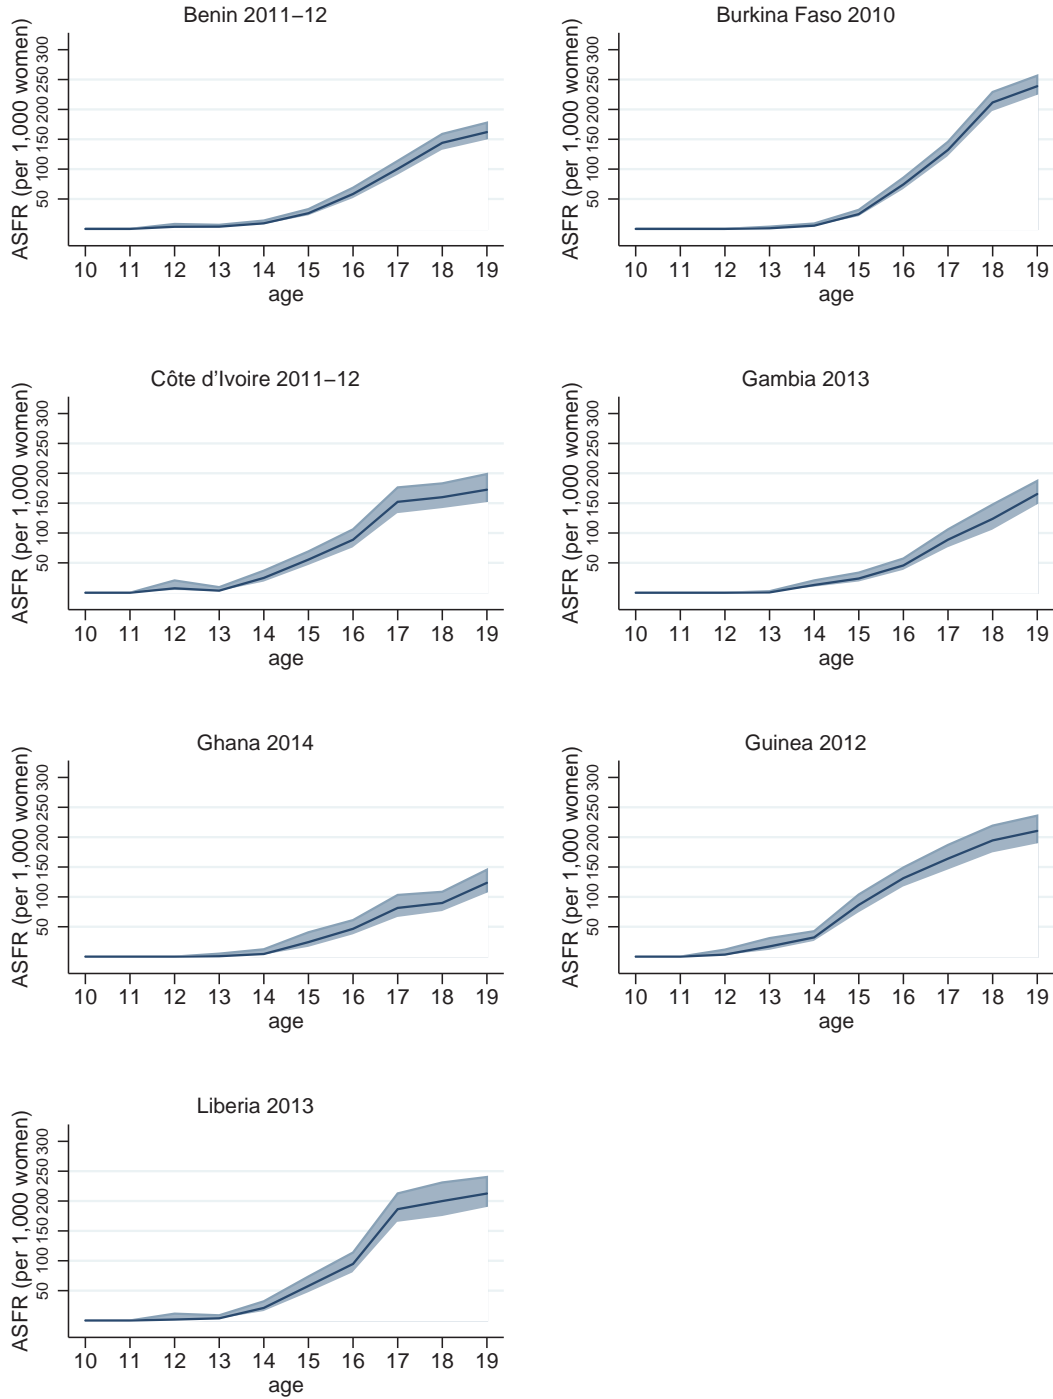 Benin 2011–12
ASFR (per 1,000 women)
50 100 150 200 250 300
10 11 12 13 14 15 16 17 18 19
age
Burkina Faso 2010
ASFR (per 1,000 women)
50 100 150 200 250 300
10 11 12 13 14 15 16 17 18 19
age
Côte d’Ivoire 2011–12
ASFR (per 1,000 women)
50 100 150 200 250 300
10 11 12 13 14 15 16 17 18 19
age
Gambia 2013
ASFR (per 1,000 women)
50 100 150 200 250 300
10 11 12 13 14 15 16 17 18 19
age
Ghana 2014
ASFR (per 1,000 women)
50 100 150 200 250 300
10 11 12 13 14 15 16 17 18 19
age
Guinea 2012
ASFR (per 1,000 women)
50 100 150 200 250 300
10 11 12 13 14 15 16 17 18 19
age
Liberia 2013
ASFR (per 1,000 women)
50 100 150 200 250 300
10 11 12 13 14 15 16 17 18 19
age